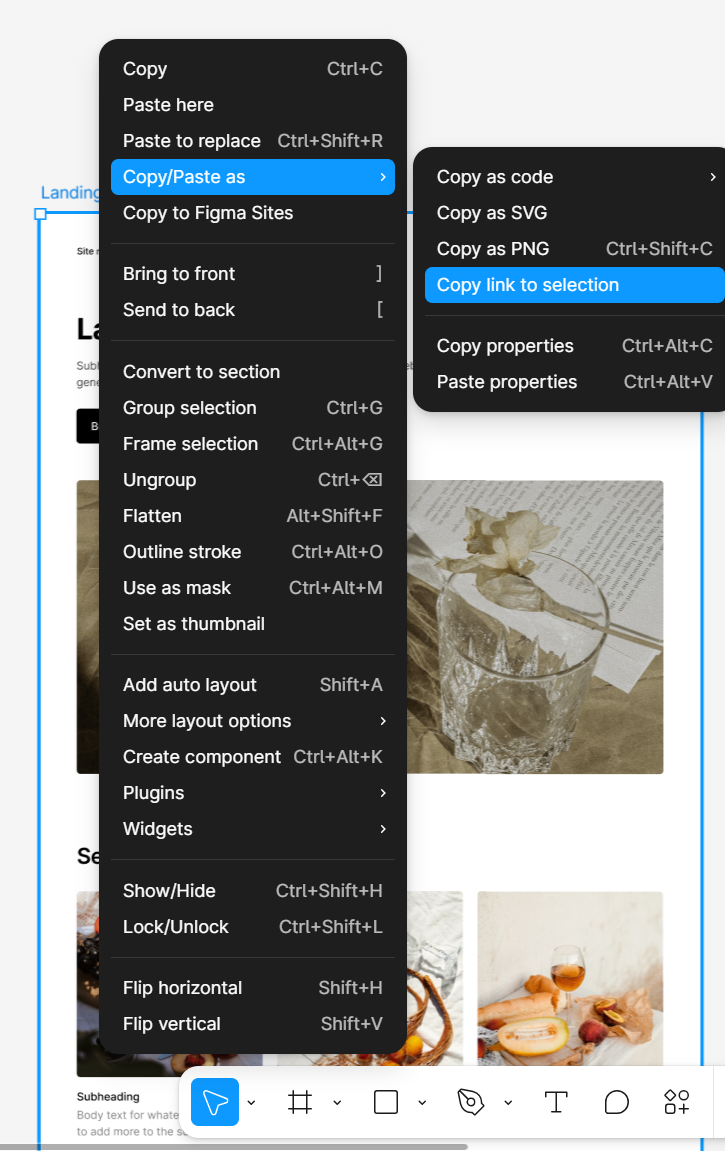 Copy Ctrl+C
Paste here
Paste to replace Ctrl+Shift+R
Copy/Paste as
Copy to Figma Sites
Bring to front ]
Send to back [
Convert to section
Group selection Ctrl+G
Frame selection Ctrl+Alt+G
Ungroup Ctrl+⌫
Flatten Alt+Shift+F
Outline stroke Ctrl+Alt+O
Use as mask Ctrl+Alt+M
Set as thumbnail
Add auto layout Shift+A
More layout options
Create component Ctrl+Alt+K
Plugins
Widgets
Show/Hide Ctrl+Shift+H
Lock/Unlock Ctrl+Shift+L
Flip horizontal Shift+H
Flip vertical Shift+V
Copy as code
Copy as SVG
Copy as PNG Ctrl+Shift+C
Copy link to selection
Copy properties Ctrl+Alt+C
Paste properties Ctrl+Alt+V
Landing
Site
Subheading
Body text for whate
to add more to the su